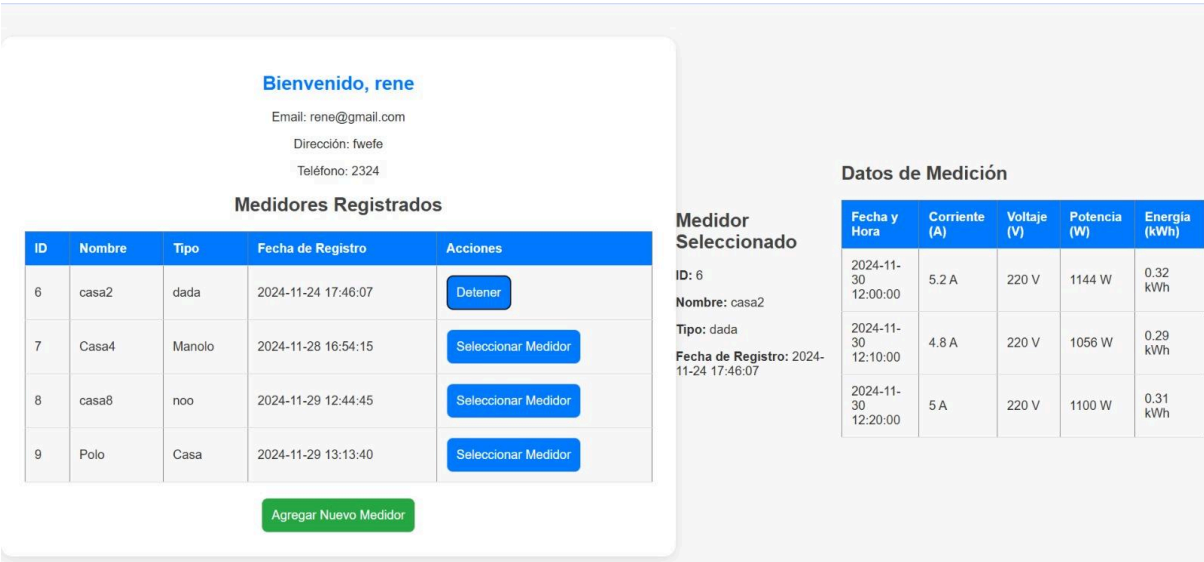 Bienvenido, rene
Email: rene@gmail.com
Dirección: fwefe
Teléfono: 2324
Medidores Registrados
ID Nombre Tipo Fecha de Registro Acciones
6 casa2 dada 2024-11-24 17:46:07 Detener
7 Casa4 Manolo 2024-11-28 16:54:15 Seleccionar Medidor
8 casa8 noo 2024-11-29 12:44:45 Seleccionar Medidor
9 Polo Casa 2024-11-29 13:13:40 Seleccionar Medidor
Agregar Nuevo Medidor
Medidor
Seleccionado
ID: 6
Nombre: casa2
Tipo: dada
Fecha de Registro: 2024-
11-24 17:46:07
Datos de Medición
Fecha y Corriente Voltaje Potencia Energía
Hora (A) (V) (W) (kWh)
2024-11-
30 5.2 A 220 V 1144 W 0.32
12:00:00 kWh
2024-11-
30 4.8 A 220 V 1056 W 0.29
12:10:00 kWh
2024-11-
30 5 A 220 V 1100 W 0.31
12:20:00 kWh